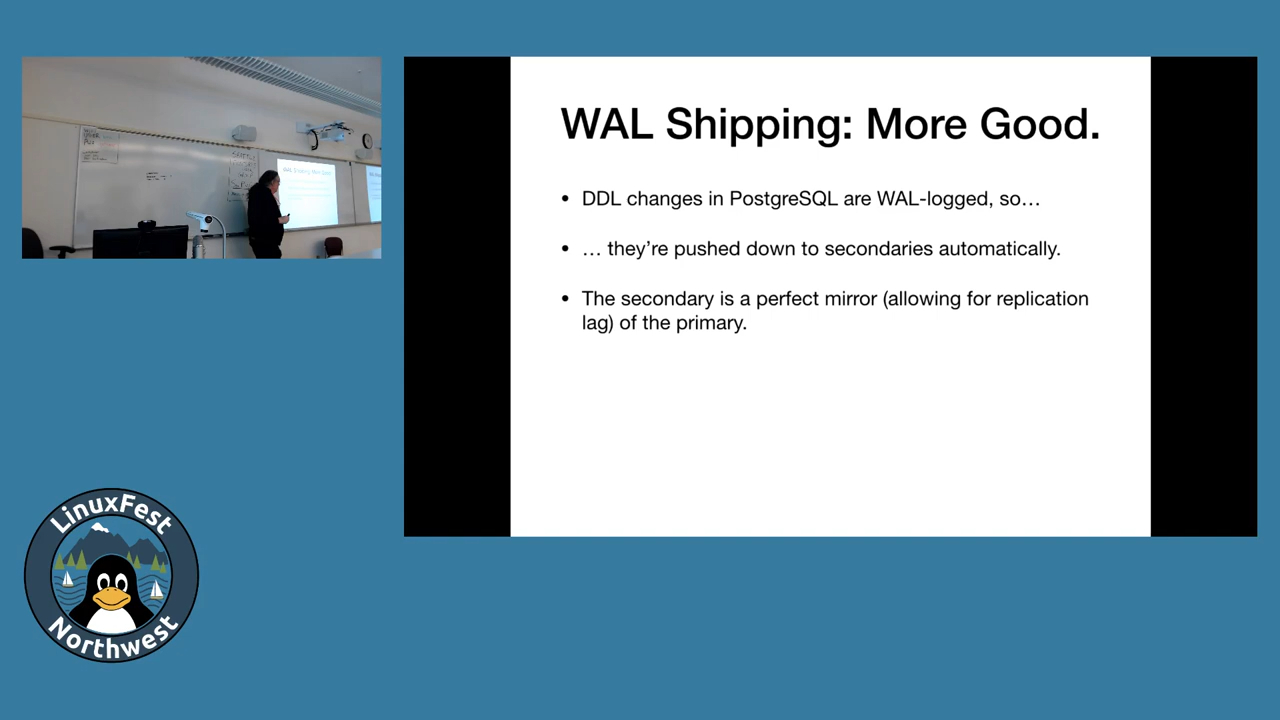 WAL Shipping: More Good.
• DDL changes in PostgreSQL are WAL-logged, so…
• … they’re pushed down to secondaries automatically.
• The secondary is a perfect mirror (allowing for replication
lag) of the primary.
LinuxFest
Northwest